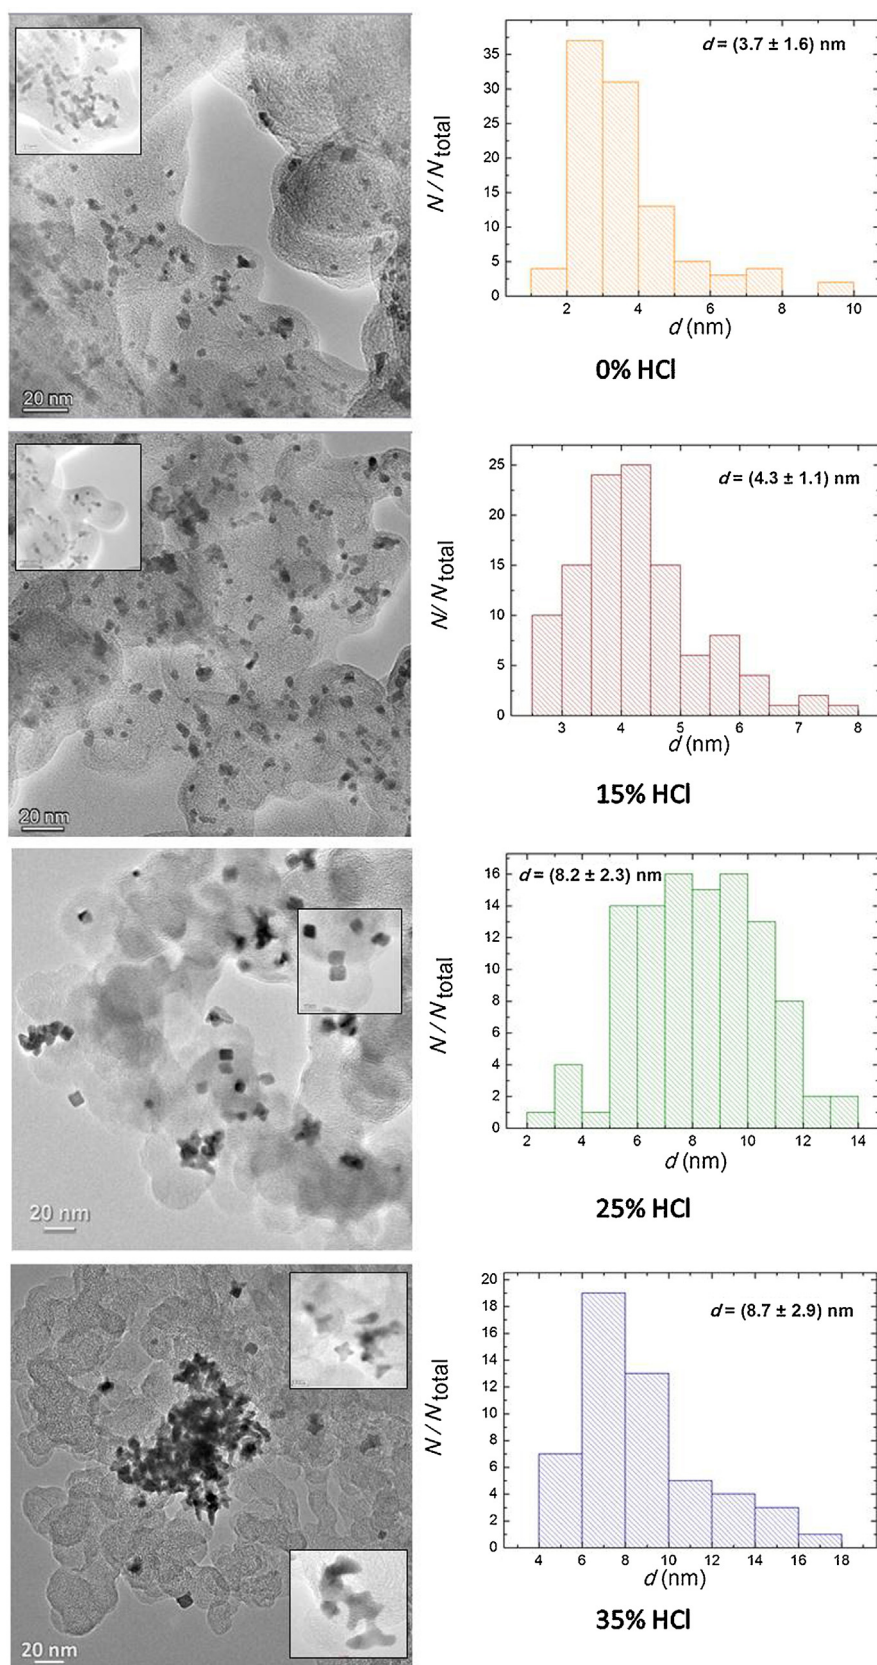 20 nm
d = (3.7 ± 1.6) nm
N / N total
35
30
25
20
15
10
5
0
2 4 6 8 10
d (nm)
0% HCl
20 nm
d = (4.3 ± 1.1) nm
N/ N total
25
20
15
10
5
0
3 4 5 6 7 8
d (nm)
15% HCl
20 nm
d = (8.2 ± 2.3) nm
N / N total
16
14
12
10
8
6
4
2
0
2 4 6 8 10 12 14
d (nm)
25% HCl
20 nm
d = (8.7 ± 2.9) nm
N / N total
20
18
16
14
12
10
8
6
4
2
0
4 6 8 10 12 14 16 18
d (nm)
35% HCl